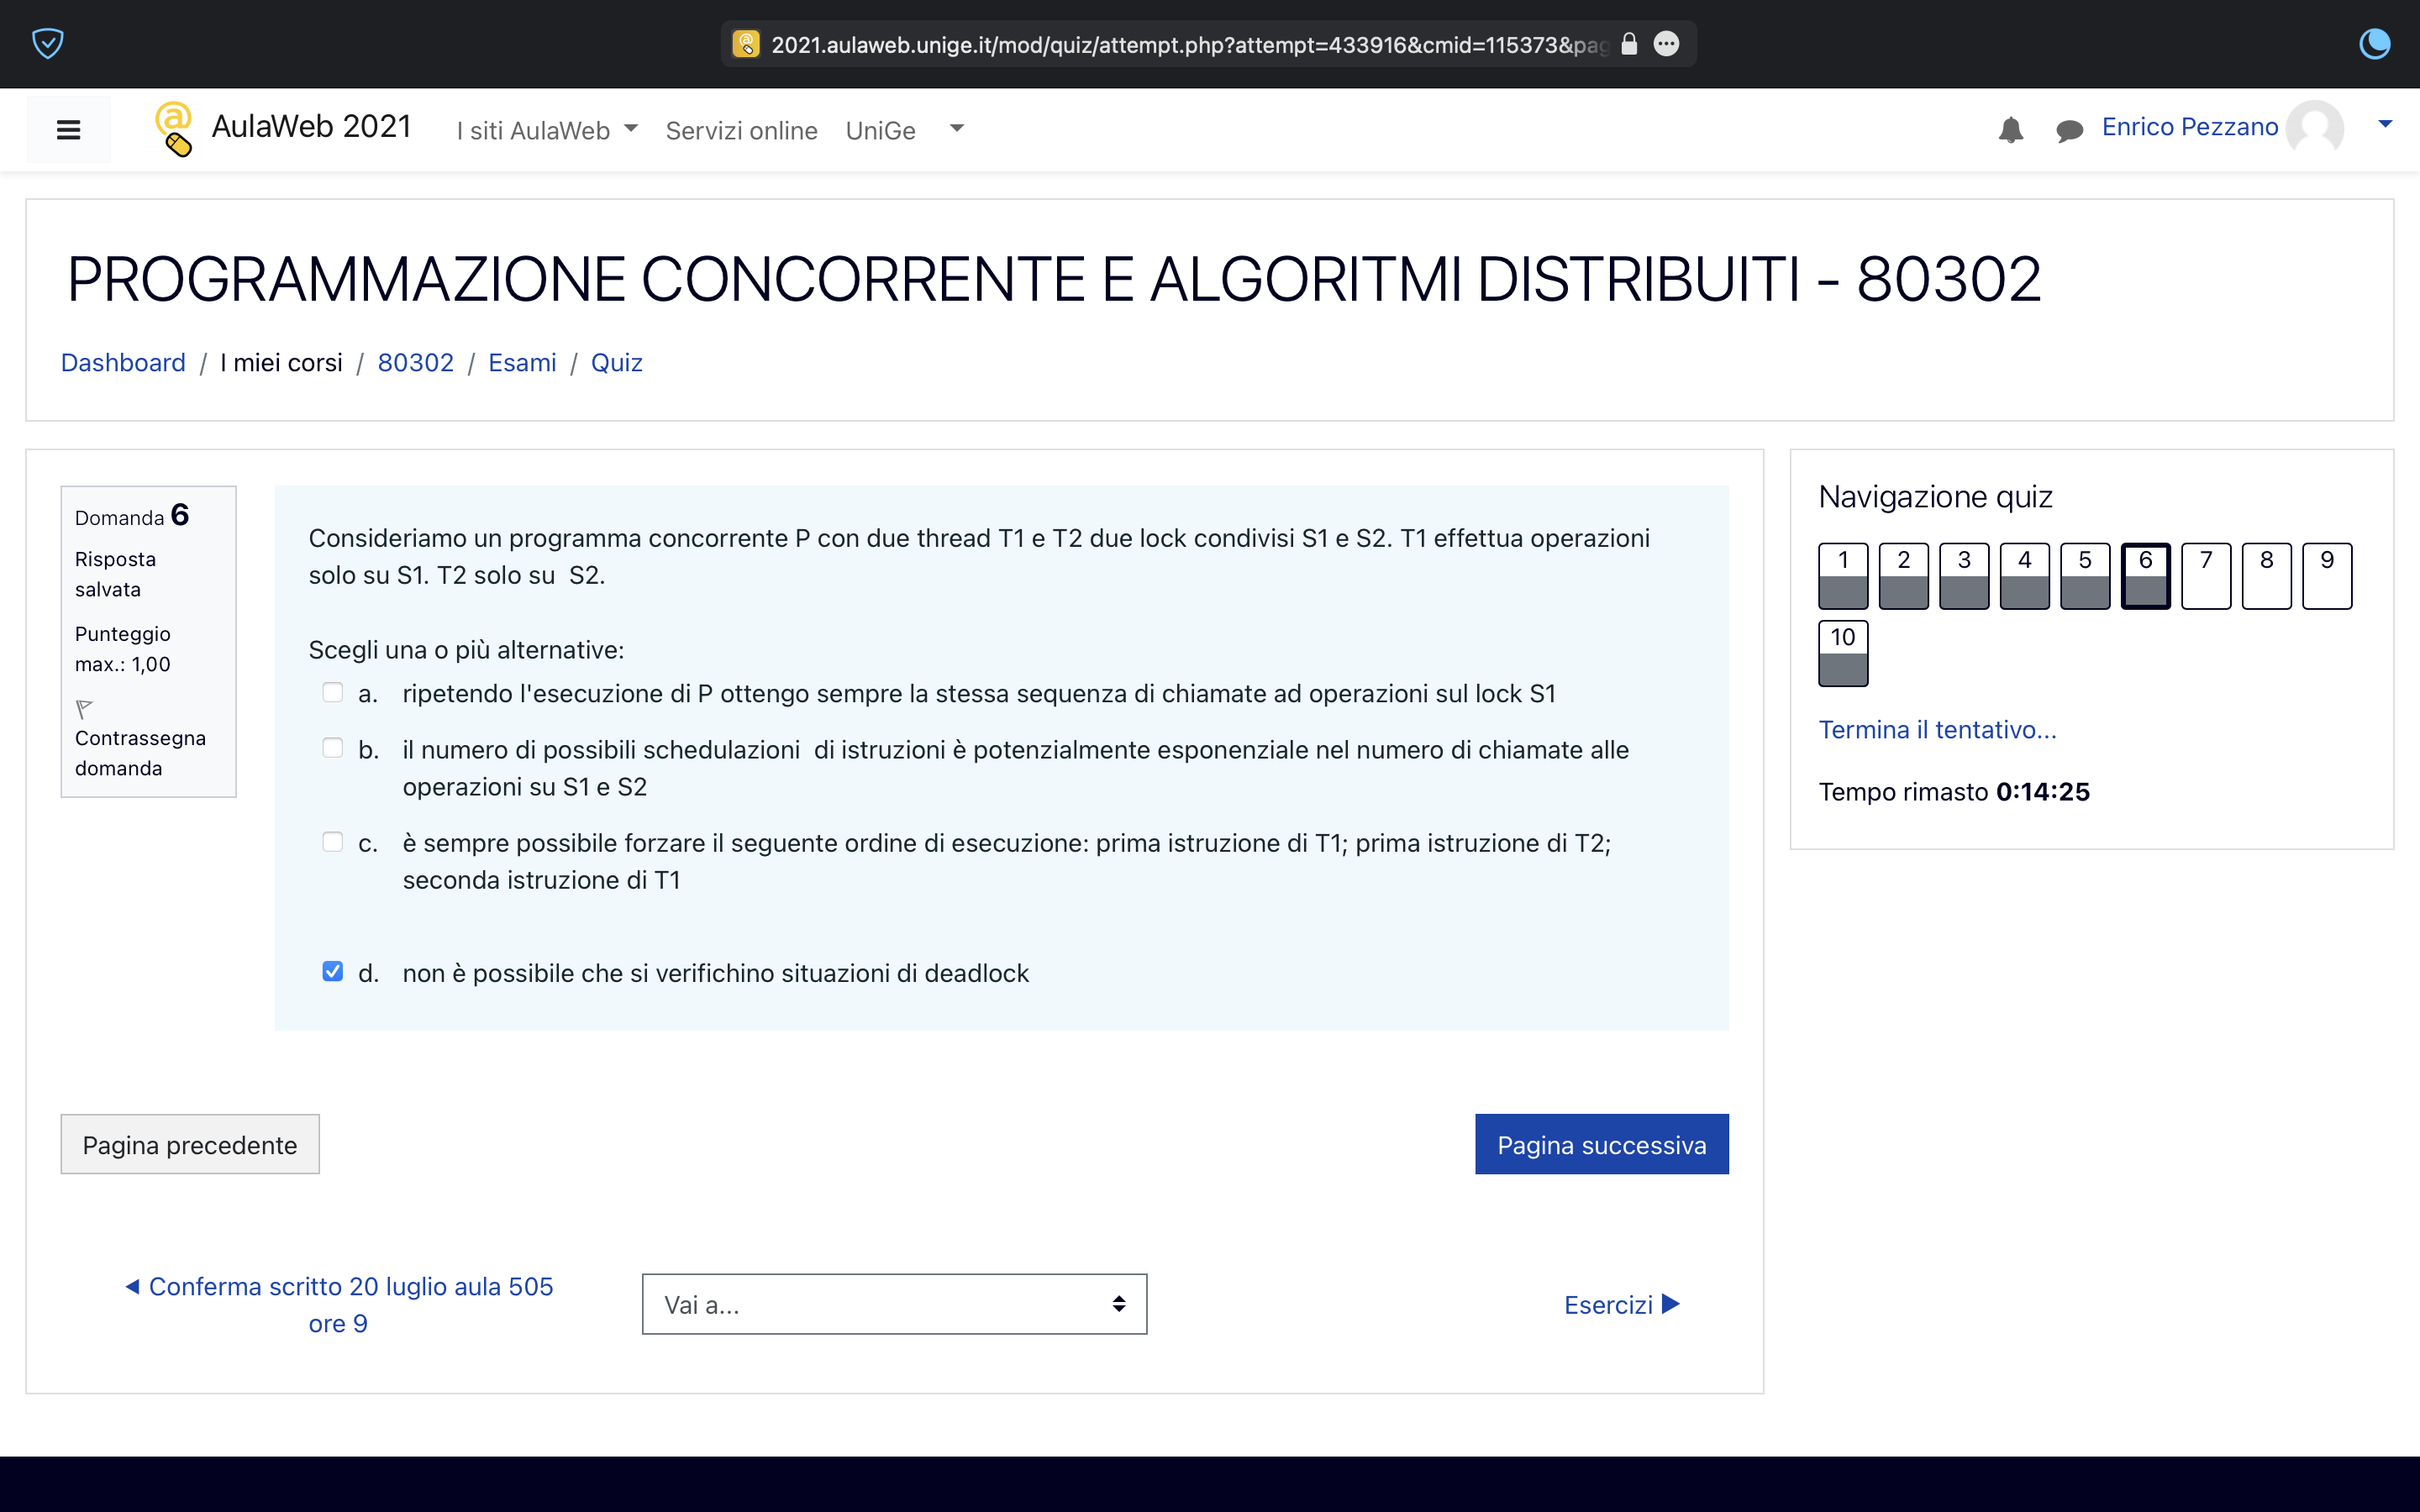 2021.aulaweb.unige.it/mod/quiz/attempt.php?attempt=433916&cmid=115373&pag
AulaWeb 2021
I siti AulaWeb
Servizi online
UniGe
Enrico Pezzano
PROGRAMMAZIONE CONCORRENTE E ALGORITMI DISTRIBUITI - 80302
Dashboard / I miei corsi / 80302 / Esami / Quiz
Domanda 6
Risposta
salvata
Punteggio
max.: 1,00
Contrassegna
domanda
Consideriamo un programma concorrente P con due thread T1 e T2 due lock condivisi S1 e S2. T1 effettua operazioni
solo su S1. T2 solo su  S2.
Scegli una o più alternative:
a. ripetendo l'esecuzione di P ottengo sempre la stessa sequenza di chiamate ad operazioni sul lock S1
b. il numero di possibili schedulazioni  di istruzioni è potenzialmente esponenziale nel numero di chiamate alle
operazioni su S1 e S2
c. è sempre possibile forzare il seguente ordine di esecuzione: prima istruzione di T1; prima istruzione di T2;
seconda istruzione di T1
d. non è possibile che si verifichino situazioni di deadlock
Pagina precedente
Pagina successiva
◀ Conferma scritto 20 luglio aula 505
ore 9
Vai a...
Esercizi ▶
Navigazione quiz
1 2 3 4 5 6 7 8 9
10
Termina il tentativo...
Tempo rimasto 0:14:25